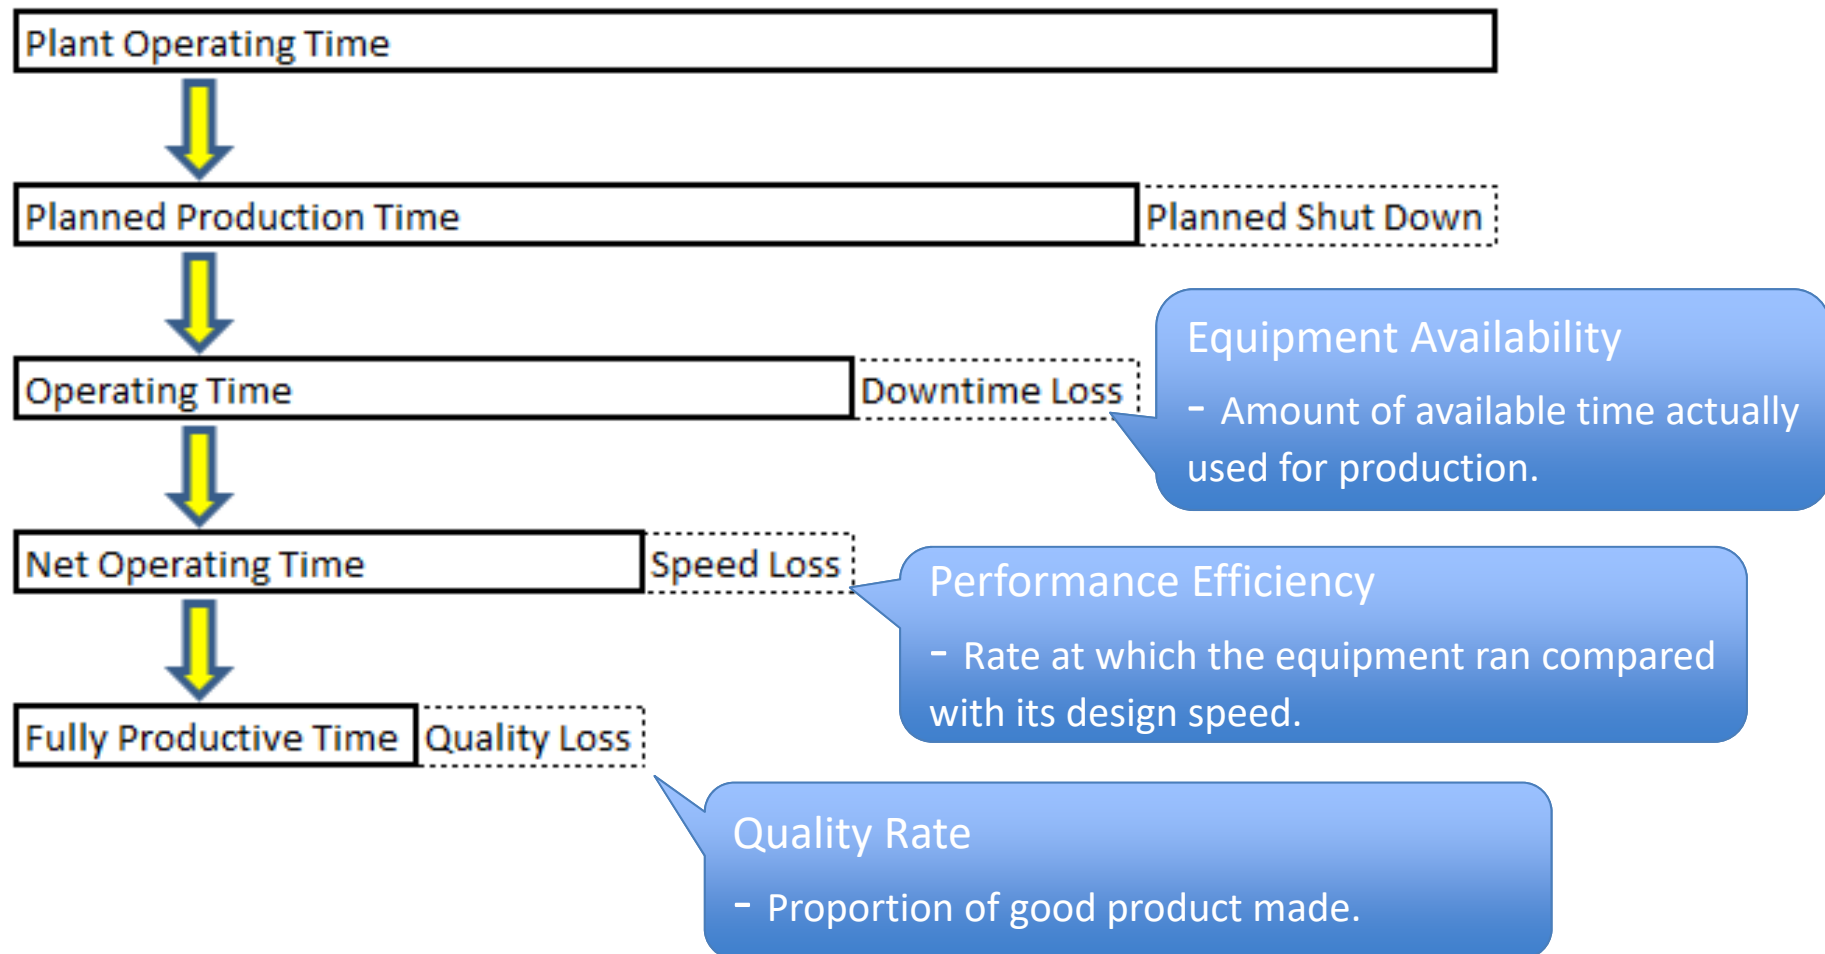 Plant Operating Time
Planned Production Time
Planned Shut Down
Operating Time
Downtime Loss
Equipment Availability
- Amount of available time actually
used for production.
Net Operating Time
Speed Loss
Performance Efficiency
- Rate at which the equipment ran compared
with its design speed.
Fully Productive Time
Quality Loss
Quality Rate
- Proportion of good product made.